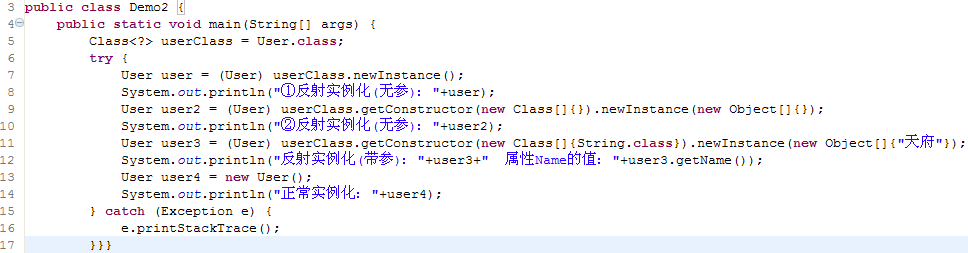 3 public class Demo2 {
4 public static void main(String[] args) {
5 Class<?> userClass = User.class;
6 try {
7 User user = (User) userClass.newInstance();
8 System.out.println("①反射实例化(无参): "+user);
9 User user2 = (User) userClass.getConstructor(new Class[]{}).newInstance(new Object[]{});
10 System.out.println("②反射实例化(无参): "+user2);
11 User user3 = (User) userClass.getConstructor(new Class[]{String.class}).newInstance(new Object[]{"天府"});
12 System.out.println("反射实例化(带参): "+user3+"  属性Name的值: "+user3.getName());
13 User user4 = new User();
14 System.out.println("正常实例化: "+user4);
15 } catch (Exception e) {
16 e.printStackTrace();
17 }}}